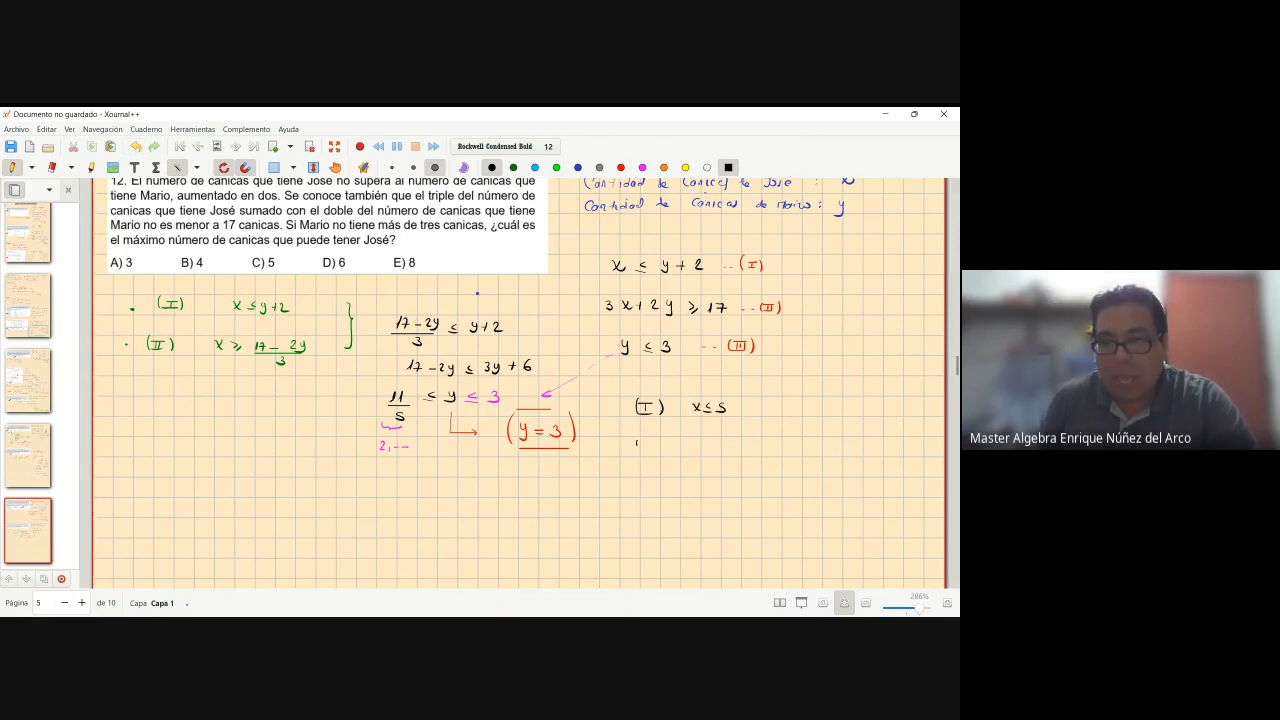 Documento no guardado - Xournal++
Archivo Editar Ver Navegación Cuaderno Herramientas Complemento Ayuda
Rockwell Condensed Bold 12
12. El número de canicas que tiene José no supera al número de canicas que
tiene Mario, aumentado en dos. Se conoce también que el triple del número de
canicas que tiene José sumado con el doble del número de canicas que tiene
Mario no es menor a 17 canicas. Si Mario no tiene más de tres canicas, ¿cuál es
el máximo número de canicas que puede tener José?
A) 3 B) 4 C) 5 D) 6 E) 8
Cantidad de Canicas de José : x
Cantidad de Canicas de Mario : y
x ≤ y + 2 -- (I)
3x + 2y ≥ 17 -- (II)
y ≤ 3 -- (III)
(I) x ≤ 5
• (I) x ≤ y + 2
• (II) x ≥ 17 - 2y / 3
17 - 2y / 3 ≤ y + 2
17 - 2y ≤ 3y + 6
11 / 5 ≤ y ≤ 3
2, --
(y = 3)
Master Algebra Enrique Núñez del Arco
Página 5 de 10 Capa Capa 1
286%